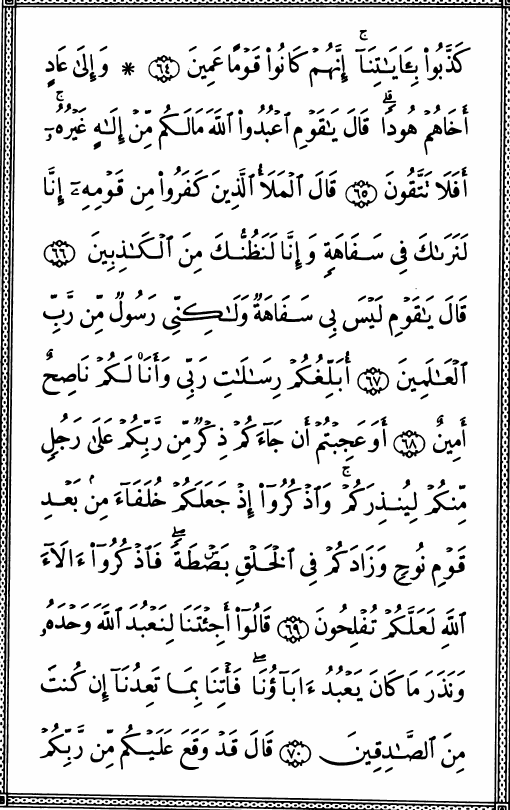 كَذَّبُوا۟ بِـَٔايَـٰتِنَآ ۚ إِنَّهُمْ كَانُوا۟ قَوْمًا عَمِينَ ٦٤ * وَإِلَىٰ عَادٍ
أَخَاهُمْ هُودًا ۗ قَالَ يَـٰقَوْمِ ٱعْبُدُوا۟ ٱللَّهَ مَا لَكُم مِّنْ إِلَـٰهٍ غَيْرُهُۥٓ ۚ
أَفَلَا تَتَّقُونَ ٦٥ قَالَ ٱلْمَلَأُ ٱلَّذِينَ كَفَرُوا۟ مِن قَوْمِهِۦٓ إِنَّا
لَنَرَىٰكَ فِى سَفَاهَةٍ وَإِنَّا لَنَظُنُّكَ مِنَ ٱلْكَـٰذِبِينَ ٦٦
قَالَ يَـٰقَوْمِ لَيْسَ بِى سَفَاهَةٌ وَلَـٰكِنِّى رَسُولٌ مِّن رَّبِّ
ٱلْعَـٰلَمِينَ ٦٧ أُبَلِّغُكُمْ رِسَـٰلَـٰتِ رَبِّى وَأَنَا۠ لَكُمْ نَاصِحٌ
أَمِينٌ ٦٨ أَوَعَجِبْتُمْ أَن جَآءَكُمْ ذِكْرٌ مِّن رَّبِّكُمْ عَلَىٰ رَجُلٍ
مِّنكُمْ لِيُنذِرَكُمْ ۚ وَٱذْكُرُوٓا۟ إِذْ جَعَلَكُمْ خُلَفَآءَ مِنۢ بَعْدِ
قَوْمِ نُوحٍ وَزَادَكُمْ فِى ٱلْخَلْقِ بَصْۜطَةً ۖ فَٱذْكُرُوٓا۟ ءَالَآءَ
ٱللَّهِ لَعَلَّكُمْ تُفْلِحُونَ ٦٩ قَالُوٓا۟ أَجِئْتَنَا لِنَعْبُدَ ٱللَّهَ وَحْدَهُۥ
وَنَذَرَ مَا كَانَ يَعْبُدُ ءَابَآؤُنَا ۖ فَأْتِنَا بِمَا تَعِدُنَآ إِن كُنتَ
مِنَ ٱلصَّـٰدِقِينَ ٧٠ قَالَ قَدْ وَقَعَ عَلَيْكُم مِّن رَّبِّكُمْ